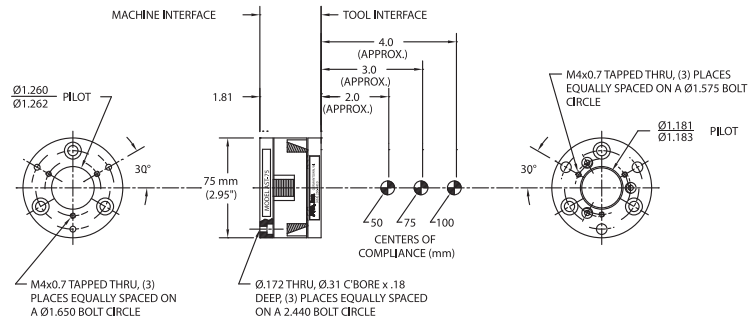 MACHINE INTERFACE
TOOL INTERFACE
4.0
(APPROX.)
3.0
(APPROX.)
1.81
2.0
(APPROX.)
Ø1.260
Ø1.262
PILOT
30°
75 mm
(2.95")
MODEL AST-75
50
75
100
CENTERS OF
COMPLIANCE (mm)
M4x0.7 TAPPED THRU, (3) PLACES
EQUALLY SPACED ON A Ø1.575 BOLT
CIRCLE
Ø1.181
Ø1.183
PILOT
30°
M4x0.7 TAPPED THRU, (3)
PLACES EQUALLY SPACED ON
A Ø1.650 BOLT CIRCLE
Ø.172 THRU, Ø.31 C'BORE x .18
DEEP, (3) PLACES EQUALLY SPACED
ON A 2.440 BOLT CIRCLE